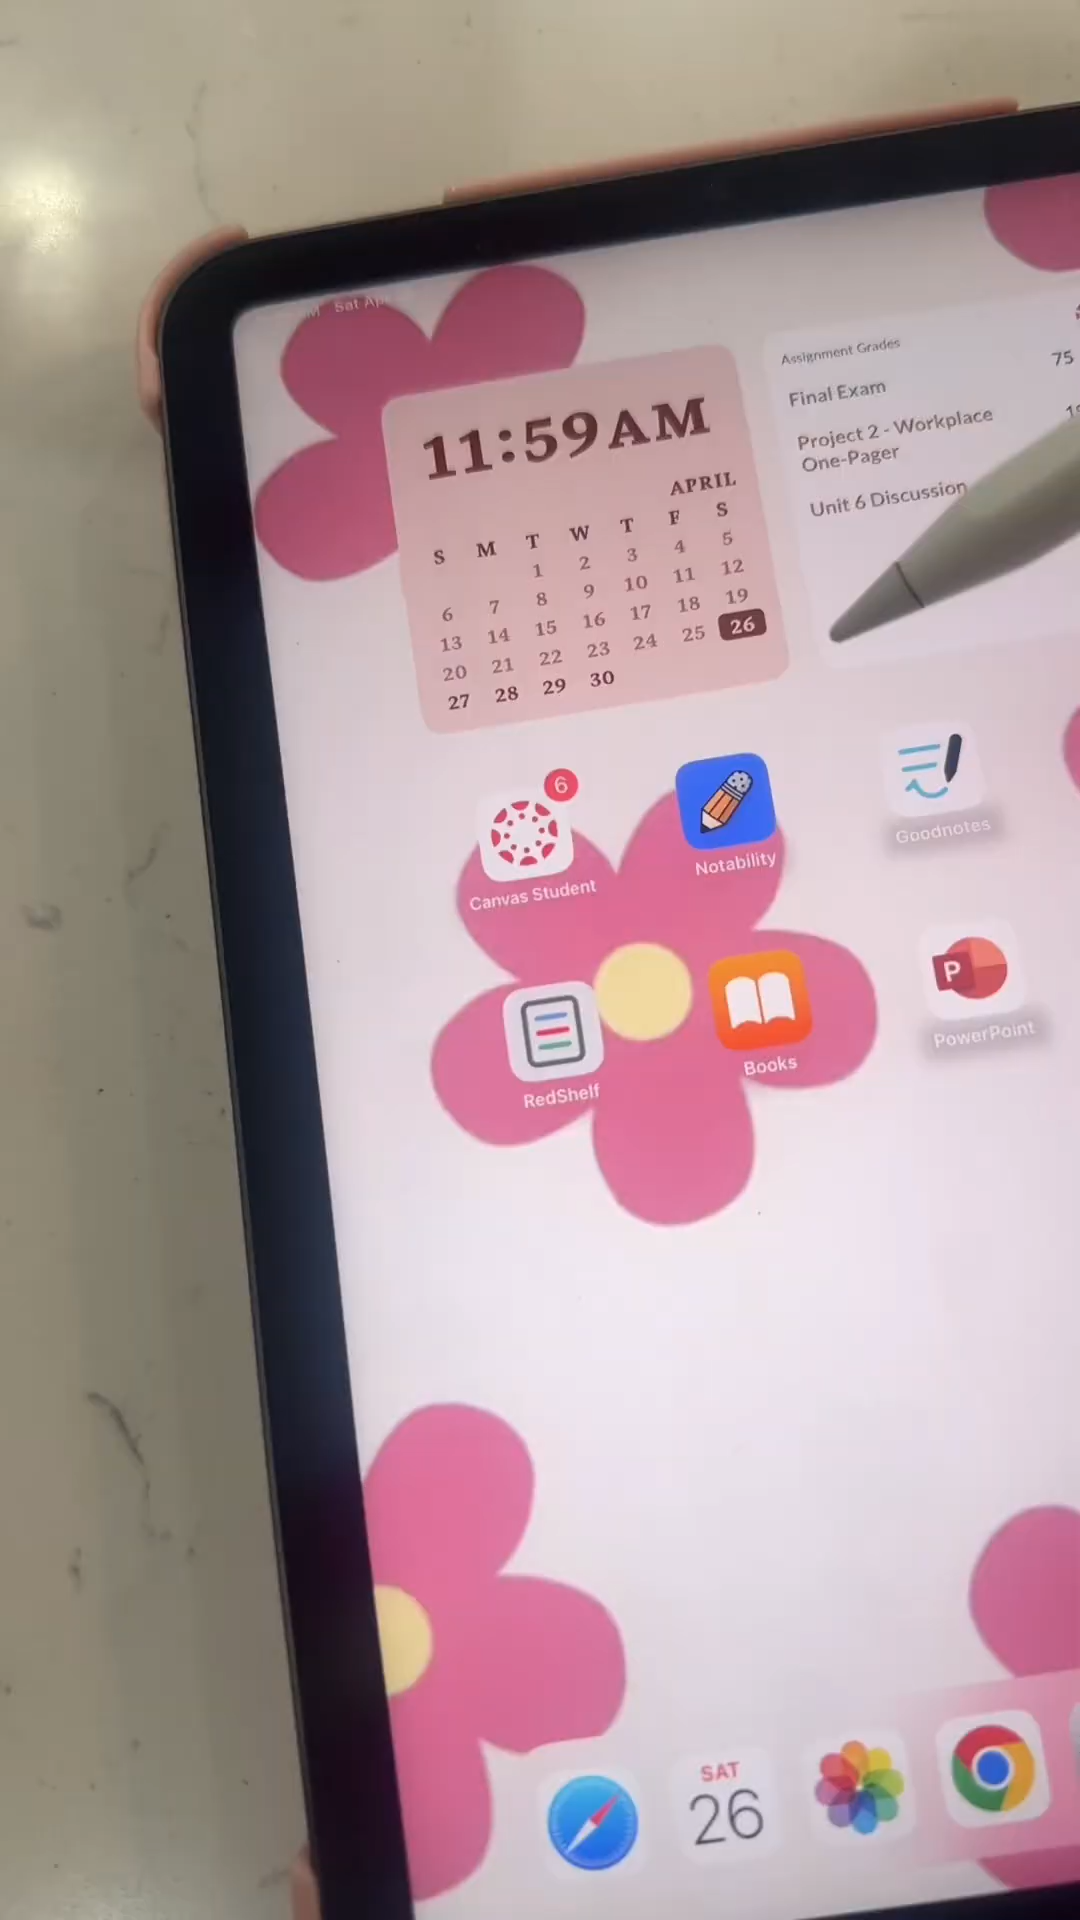 Sat Ap
11:59AM
APRIL
S M T W T F S
1 2 3 4 5
6 7 8 9 10 11 12
13 14 15 16 17 18 19
20 21 22 23 24 25 26
27 28 29 30
Assignment Grades
Final Exam 75
Project 2 - Workplace
One-Pager
Unit 6 Discussion
6
Canvas Student
Notability
Goodnotes
RedShelf
Books
P
PowerPoint
SAT
26